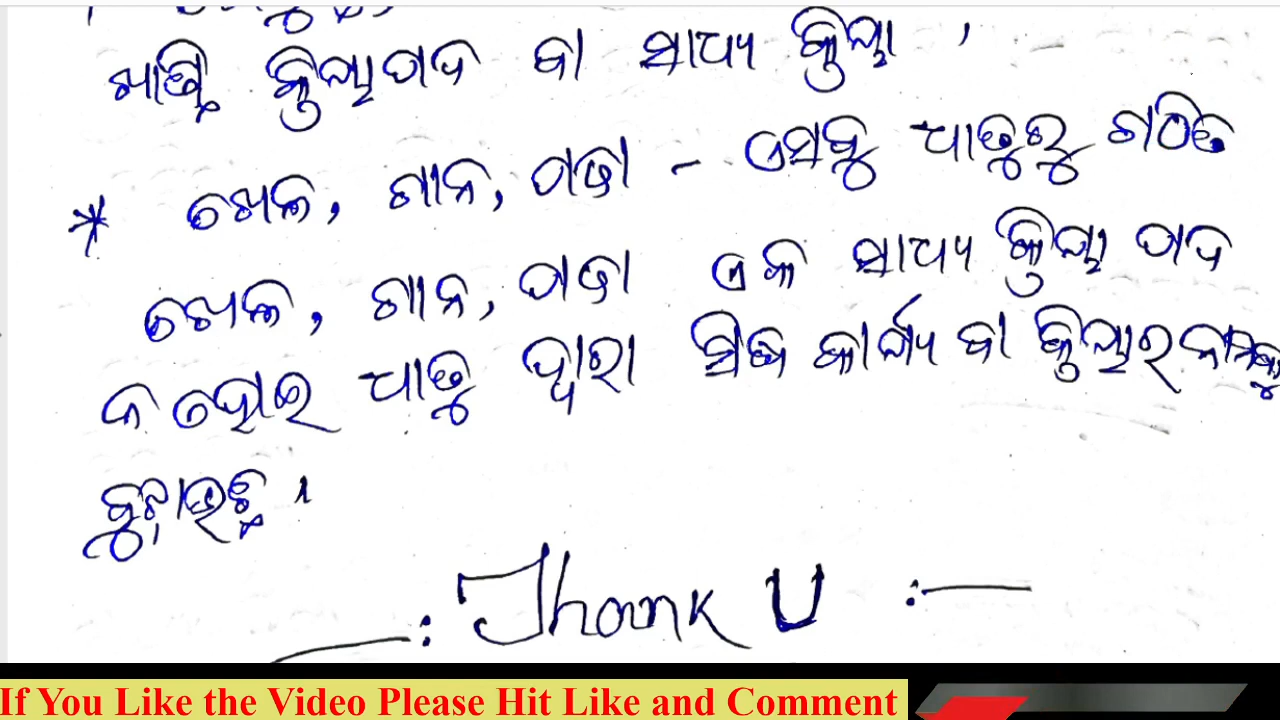 ଖାଣ୍ଟି କ୍ରିୟାପଦ ବା ସାଧ୍ୟ କ୍ରିୟା ,
* ଖେଳ, ଗାନ, ପଢା - ଏସବୁ ଧାତୁରୁ ଗଠିତ
ଖେଳ, ଗାନ, ପଢା ଏକ ସାଧ୍ୟ କ୍ରିୟା ପଦ
ନ ହୋଇ ଧାତୁ ଦ୍ୱାରା ସିଦ୍ଧ କାର୍ଯ୍ୟ ବା କ୍ରିୟାର ନାମକୁ
ବୁଝାଉଛି ।
: Thank U :
If You Like the Video Please Hit Like and Comment